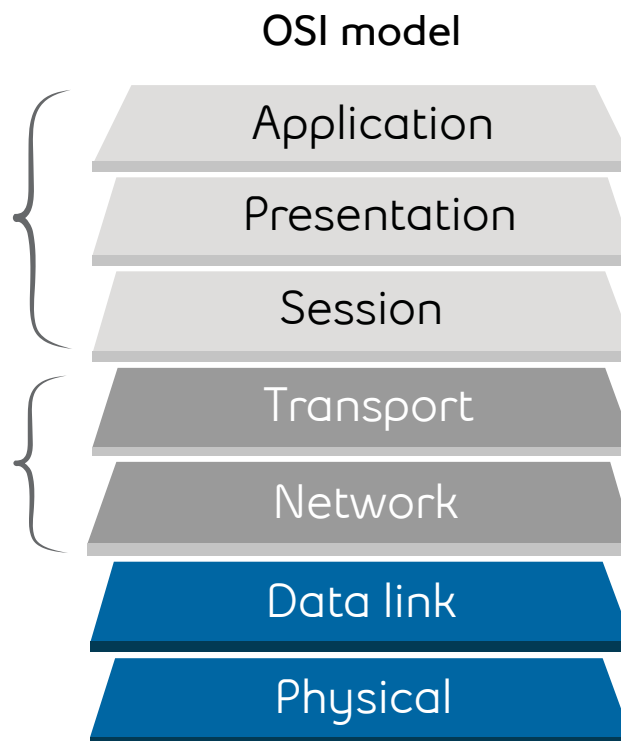 OSI model
Application
Presentation
Session
Transport
Network
Data link
Physical